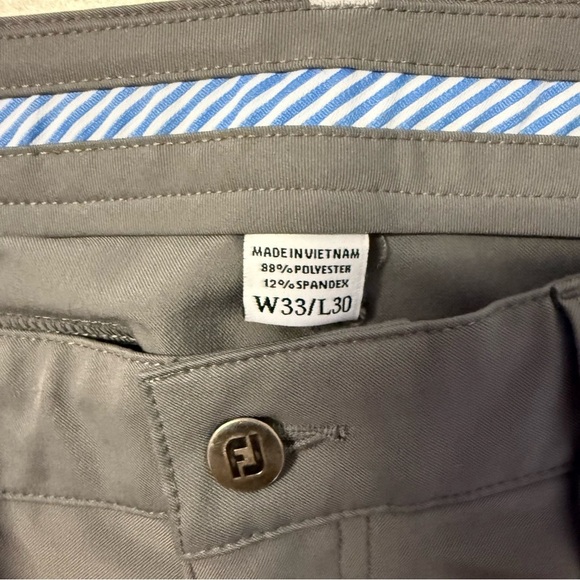 MADE IN VIETNAM
88% POLYESTER
12% SPANDEX
W33/L30
FJ